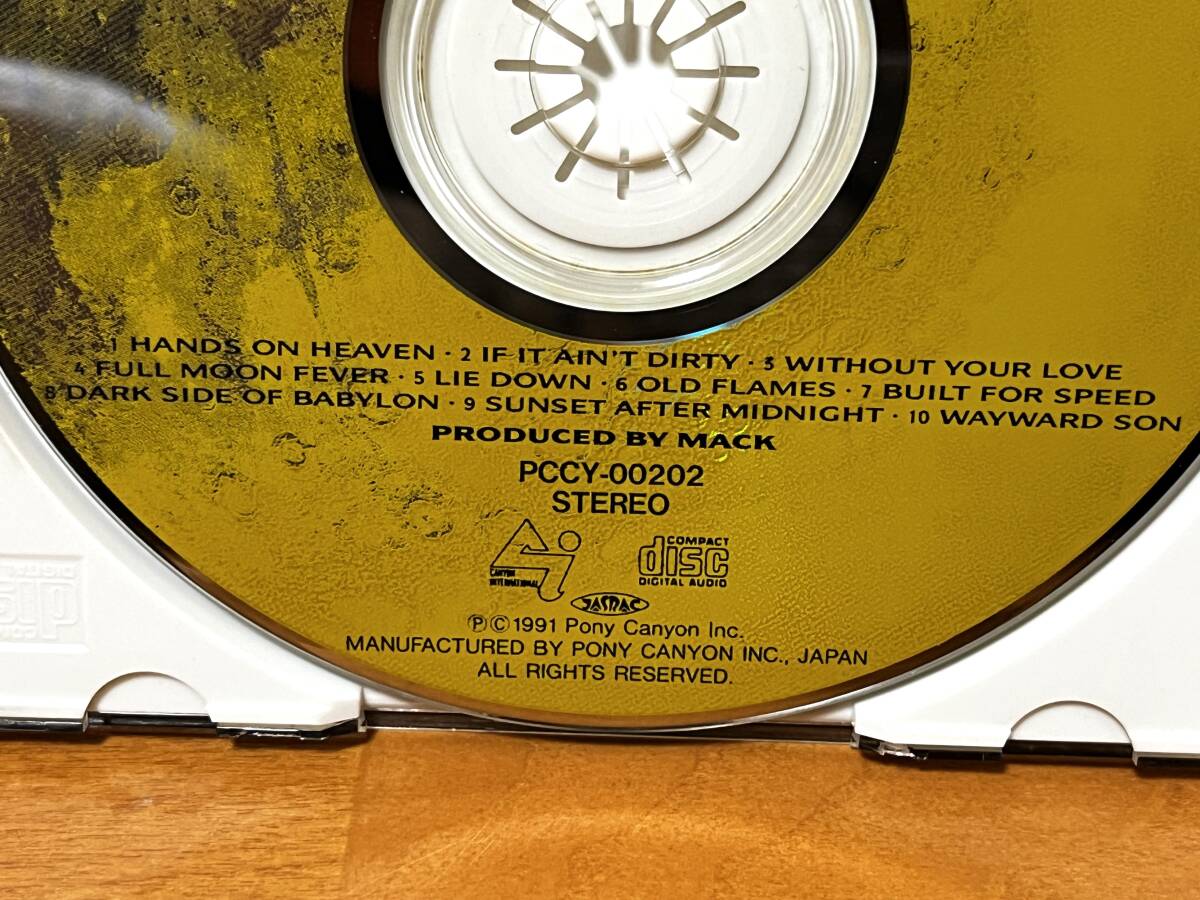 1 HANDS ON HEAVEN · 2 IF IT AIN'T DIRTY · 3 WITHOUT YOUR LOVE
4 FULL MOON FEVER · 5 LIE DOWN · 6 OLD FLAMES · 7 BUILT FOR SPEED
8 DARK SIDE OF BABYLON · 9 SUNSET AFTER MIDNIGHT · 10 WAYWARD SON
PRODUCED BY MACK
PCCY-00202
STEREO
CANYON
INTERNATIONAL
COMPACT
disc
DIGITAL AUDIO
JASRAC
ⓅⒸ1991 Pony Canyon Inc.
MANUFACTURED BY PONY CANYON INC., JAPAN
ALL RIGHTS RESERVED.